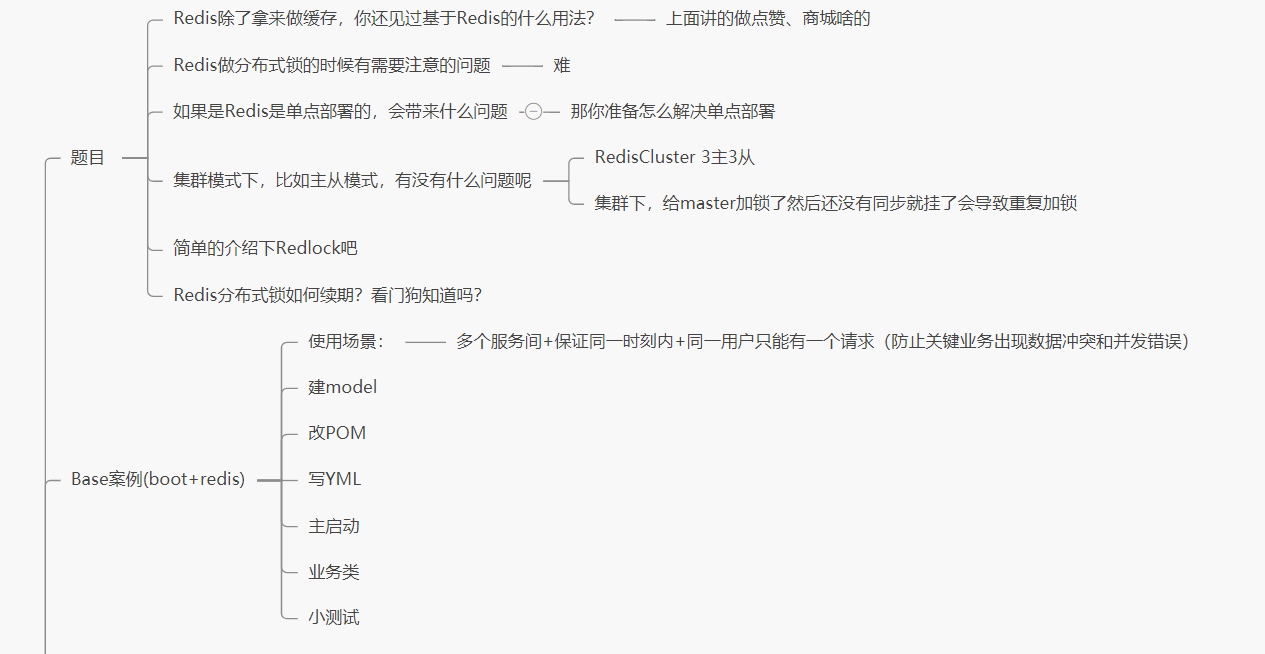 Redis除了拿来做缓存，你还见过基于Redis的什么用法？ 上面讲的做点赞、商城啥的
Redis做分布式锁的时候有需要注意的问题 难
如果是Redis是单点部署的，会带来什么问题 那你准备怎么解决单点部署
题目
RedisCluster 3主3从
集群模式下，比如主从模式，有没有什么问题呢
集群下，给master加锁了然后还没有同步就挂了会导致重复加锁
简单的介绍下Redlock吧
Redis分布式锁如何续期？看门狗知道吗？
使用场景： 多个服务间+保证同一时刻内+同一用户只能有一个请求（防止关键业务出现数据冲突和并发错误）
建model
改POM
Base案例(boot+redis) 写YML
主启动
业务类
小测试